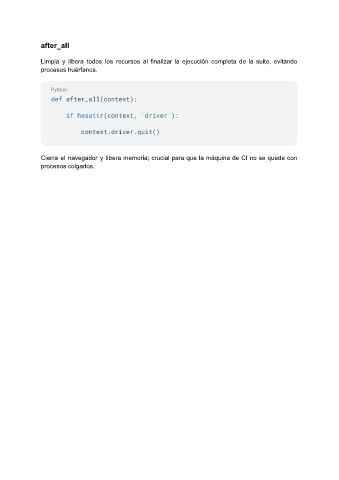 after_all
Limpia y libera todos los recursos al finalizar la ejecución completa de la suite, evitando
procesos huérfanos.
Python
def after_all(context):
if hasattr(context, 'driver'):
context.driver.quit()
Cierra el navegador y libera memoria; crucial para que la máquina de CI no se quede con
procesos colgados.